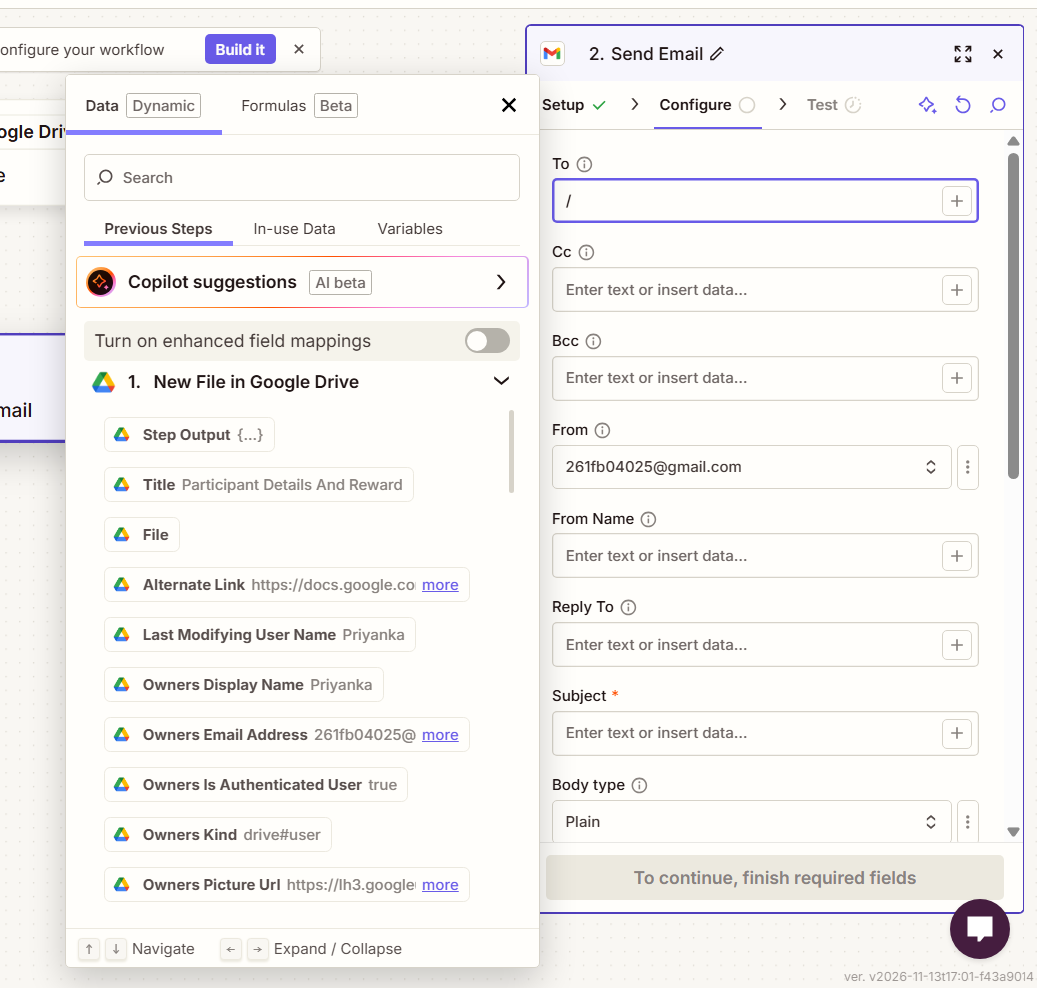 onfigure your workflow Build it
Data Dynamic Formulas Beta
Search
Previous Steps In-use Data Variables
Copilot suggestions AI beta
Turn on enhanced field mappings
1. New File in Google Drive
Step Output {...}
Title Participant Details And Reward
File
Alternate Link https://docs.google.co more
Last Modifying User Name Priyanka
Owners Display Name Priyanka
Owners Email Address 261fb04025@ more
Owners Is Authenticated User true
Owners Kind drive#user
Owners Picture Url https://lh3.google more
↑ ↓ Navigate ← → Expand / Collapse
ogle Driv
e
mail
2. Send Email
Setup Configure Test
To
/
Cc
Enter text or insert data...
Bcc
Enter text or insert data...
From
261fb04025@gmail.com
From Name
Enter text or insert data...
Reply To
Enter text or insert data...
Subject *
Enter text or insert data...
Body type
Plain
To continue, finish required fields
ver. v2026-11-13t17:01-f43a9014